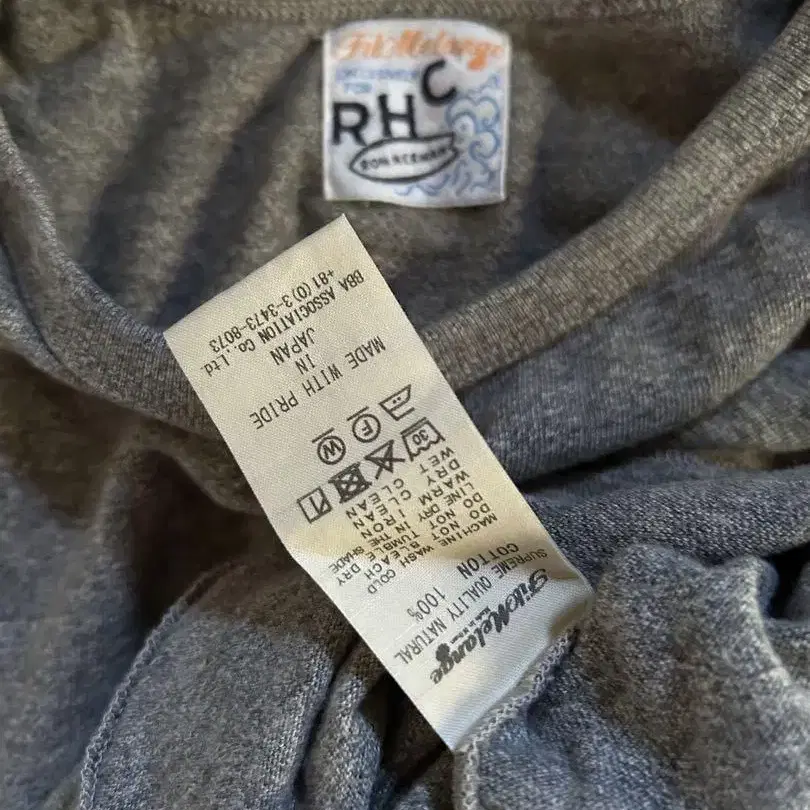 FilMelange
EXCLUSIVELY
FOR
RHC
RON HERMAN
FilMelange
SUPREME QUALITY NATURAL
COTTON 100%
MACHINE WASH COLD
DO NOT BLEACH
DO NOT TUMBLE DRY
LINE DRY IN THE SHADE
WARM IRON
DRY CLEAN
WET CLEAN
30
F
W
MADE WITH PRIDE
IN
JAPAN
BBA ASSOCIATION Co.,Ltd
+81(0)3-3473-8073